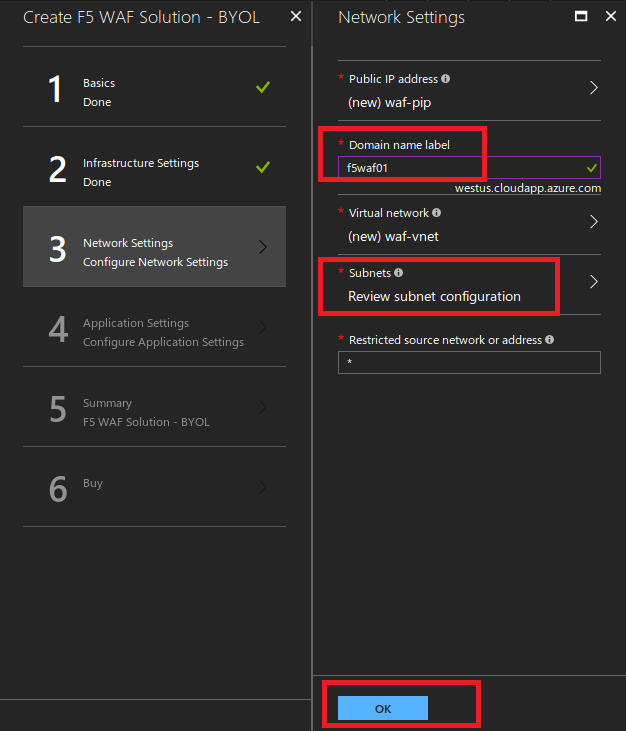 Create F5 WAF Solution - BYOL
1
Basics
Done
2
Infrastructure Settings
Done
3
Network Settings
Configure Network Settings
4
Application Settings
Configure Application Settings
5
Summary
F5 WAF Solution - BYOL
6
Buy
Network Settings
* Public IP address
(new) waf-pip
* Domain name label
f5waf01
westus.cloudapp.azure.com
* Virtual network
(new) waf-vnet
* Subnets
Review subnet configuration
* Restricted source network or address
*
OK